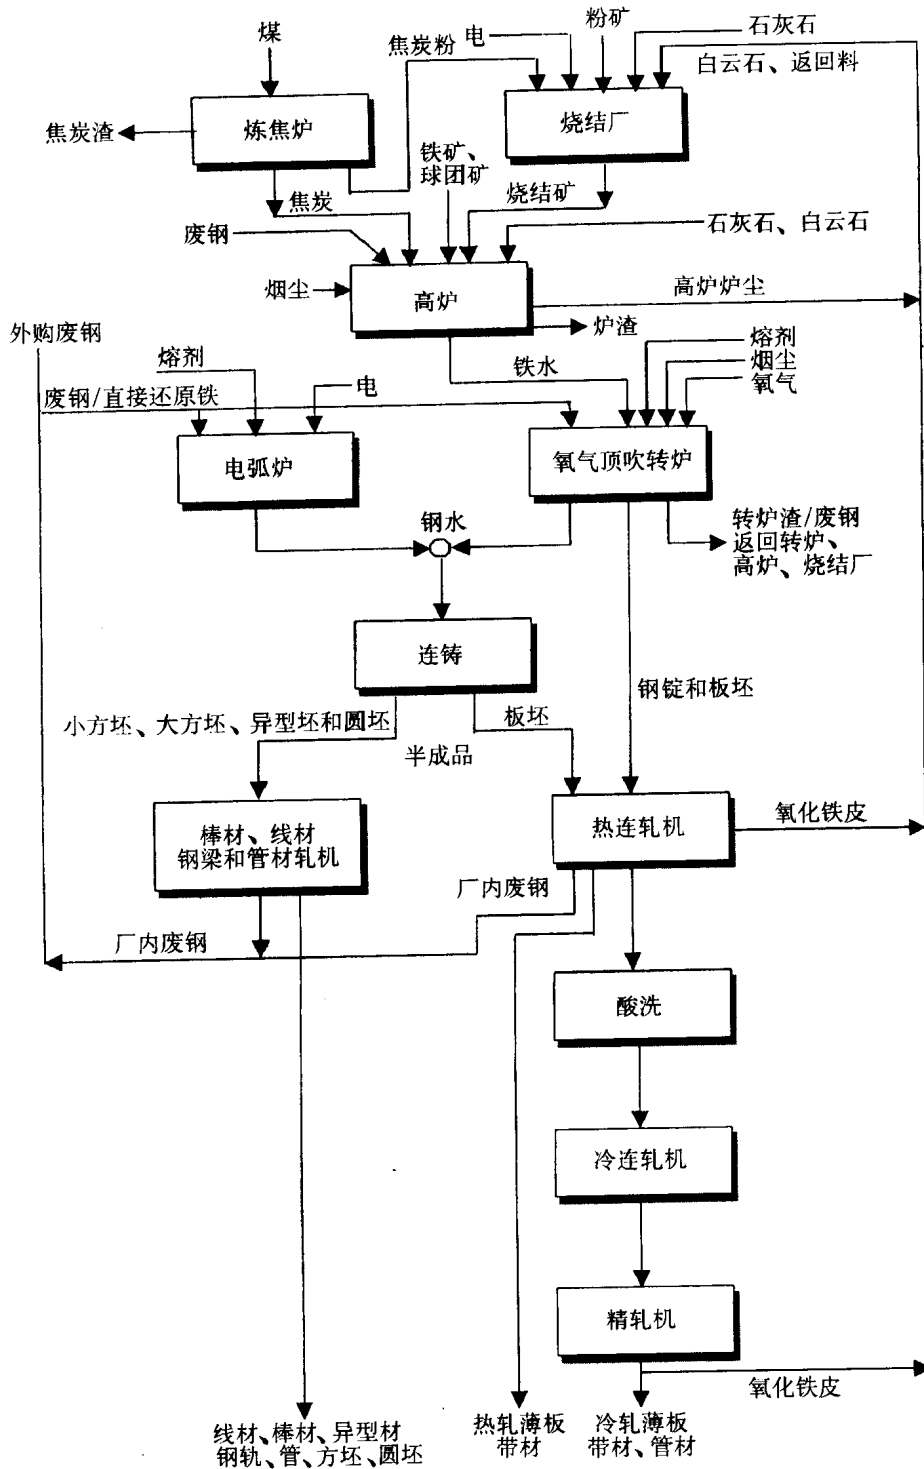 煤
焦炭粉
电
粉矿
石灰石
白云石、返回料
焦炭渣
炼焦炉
烧结厂
铁矿、
球团矿
烧结矿
焦炭
废钢
石灰石、白云石
烟尘
高炉
高炉炉尘
炉渣
外购废钢
熔剂
铁水
熔剂
烟尘
氧气
废钢/直接还原铁
电
电弧炉
氧气顶吹转炉
钢水
转炉渣/废钢
返回转炉、
高炉、烧结厂
连铸
钢锭和板坯
小方坯、大方坯、异型坯和圆坯
板坯
半成品
棒材、线材
钢梁和管材轧机
热连轧机
氧化铁皮
厂内废钢
厂内废钢
酸洗
冷连轧机
精轧机
氧化铁皮
线材、棒材、异型材
钢轨、管、方坯、圆坯
热轧薄板
带材
冷轧薄板
带材、管材